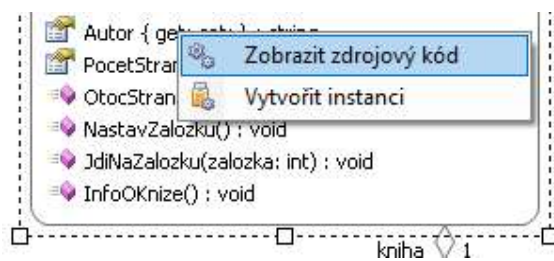 Autor { get; set; } : string
Zobrazit zdrojový kód
PocetStran
OtocStran
Vytvořit instanci
NastavZalozku() : void
JdiNaZalozku(zalozka: int) : void
InfoOKnize() : void
kniha 1